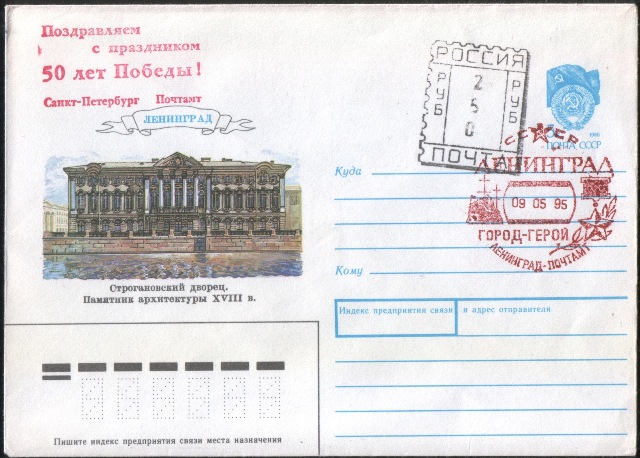 Поздравляем
с праздником
50 лет Победы!
Санкт-Петербург Почтамт
ЛЕНИНГРАД
Строгановский дворец.
Памятник архитектуры XVIII в.
РОССИЯ
РУБ
2
5
0
РУБ
ПОЧТА
ПОЧТА СССР
СССР
ЛЕНИНГРАД
09 05 95
ГОРОД-ГЕРОЙ
ЛЕНИНГРАД-ПОЧТАМТ
Куда
Кому
Индекс предприятия связи и адрес отправителя
Пишите индекс предприятия связи места назначения